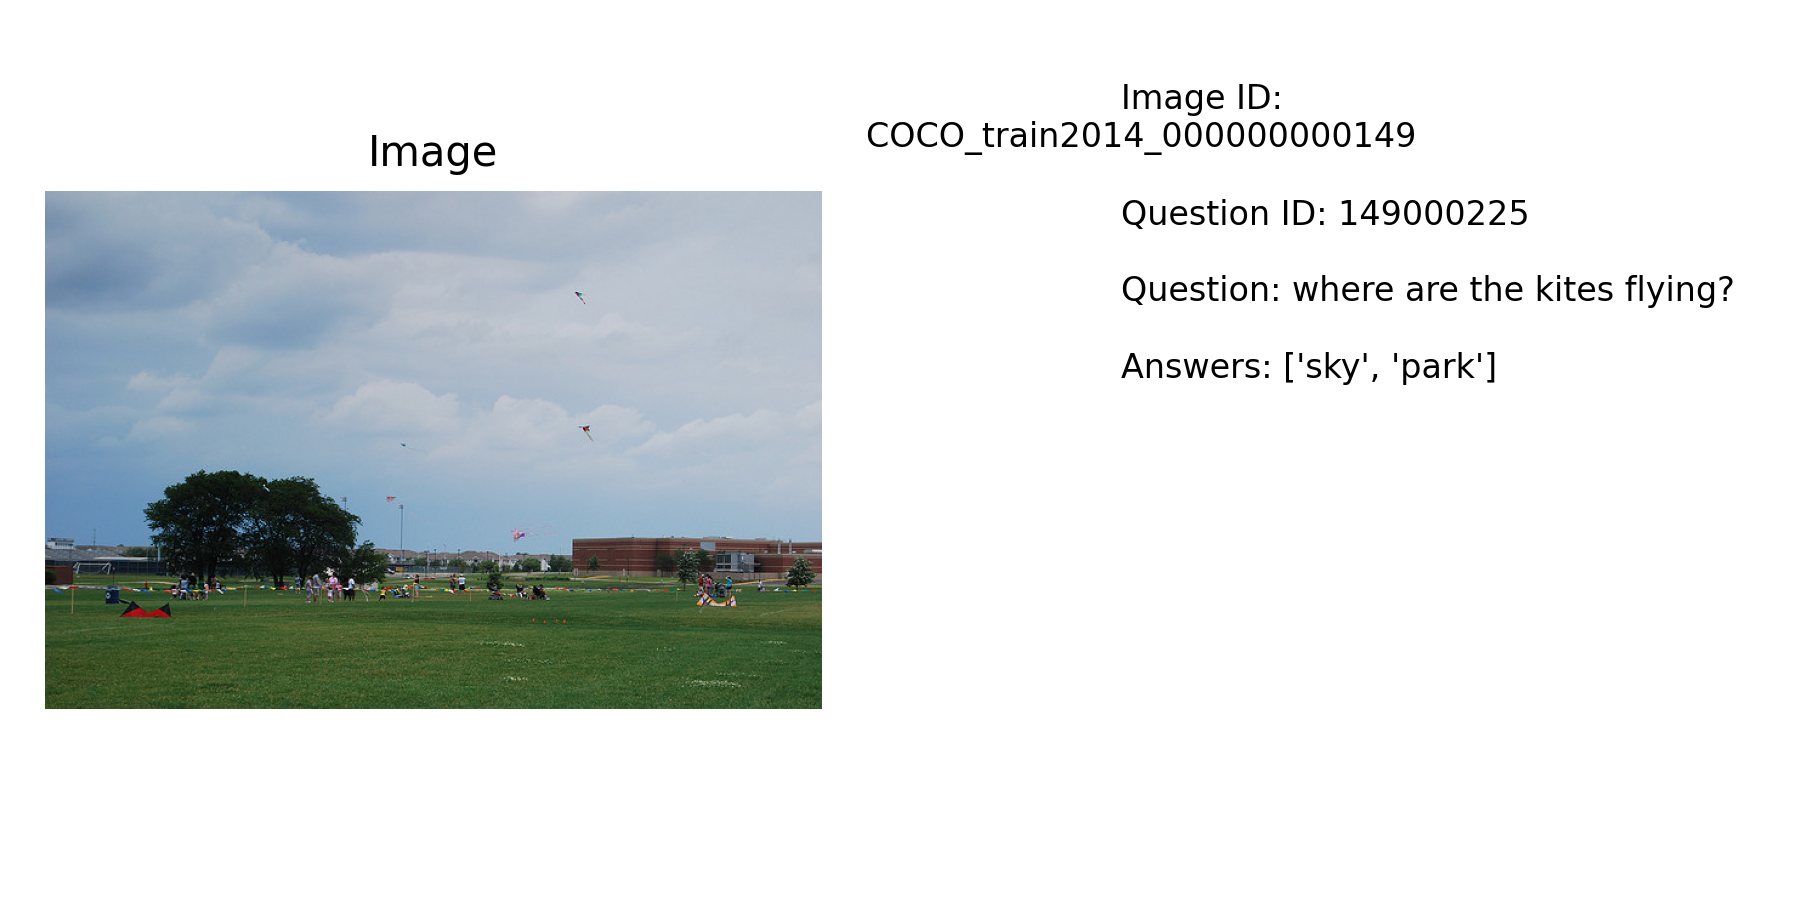 Image
Image ID:
COCO_train2014_000000000149
Question ID: 149000225
Question: where are the kites flying?
Answers: ['sky', 'park']